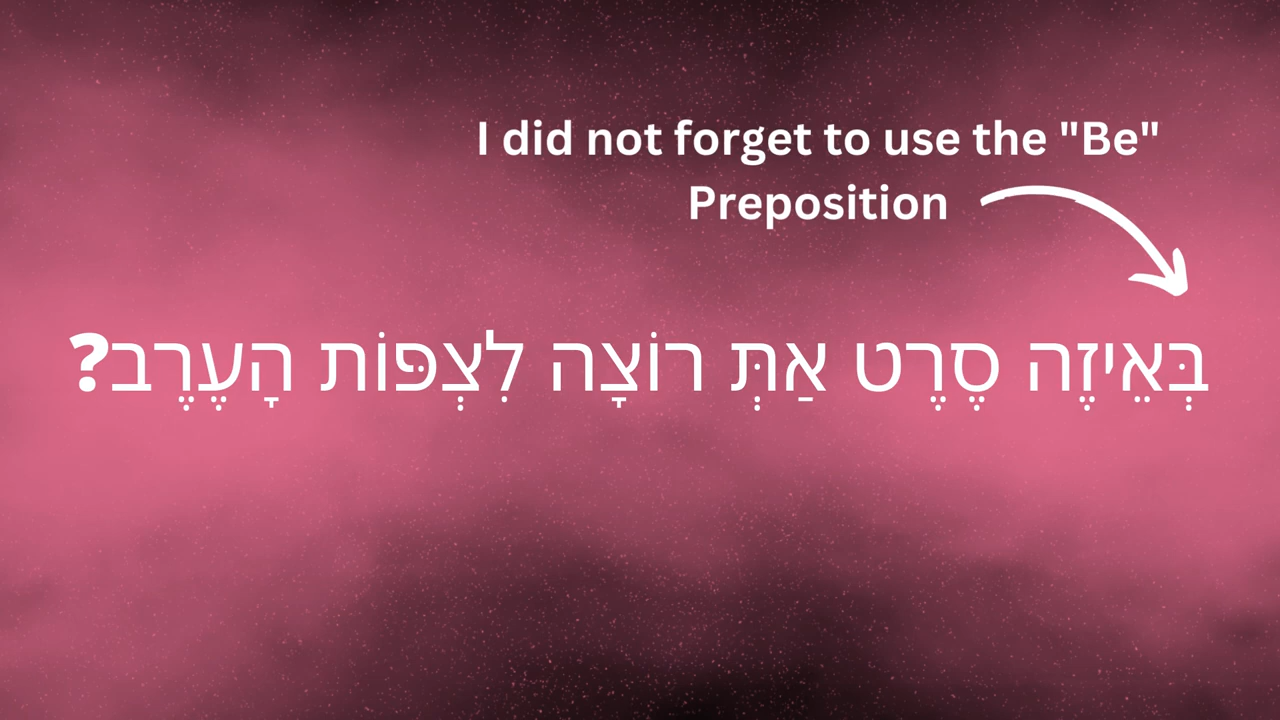 I did not forget to use the "Be"
Preposition
בְּאֵיזֶה סֶרֶט אַתְּ רוֹצָה לִצְפּוֹת הָעֶרֶב?